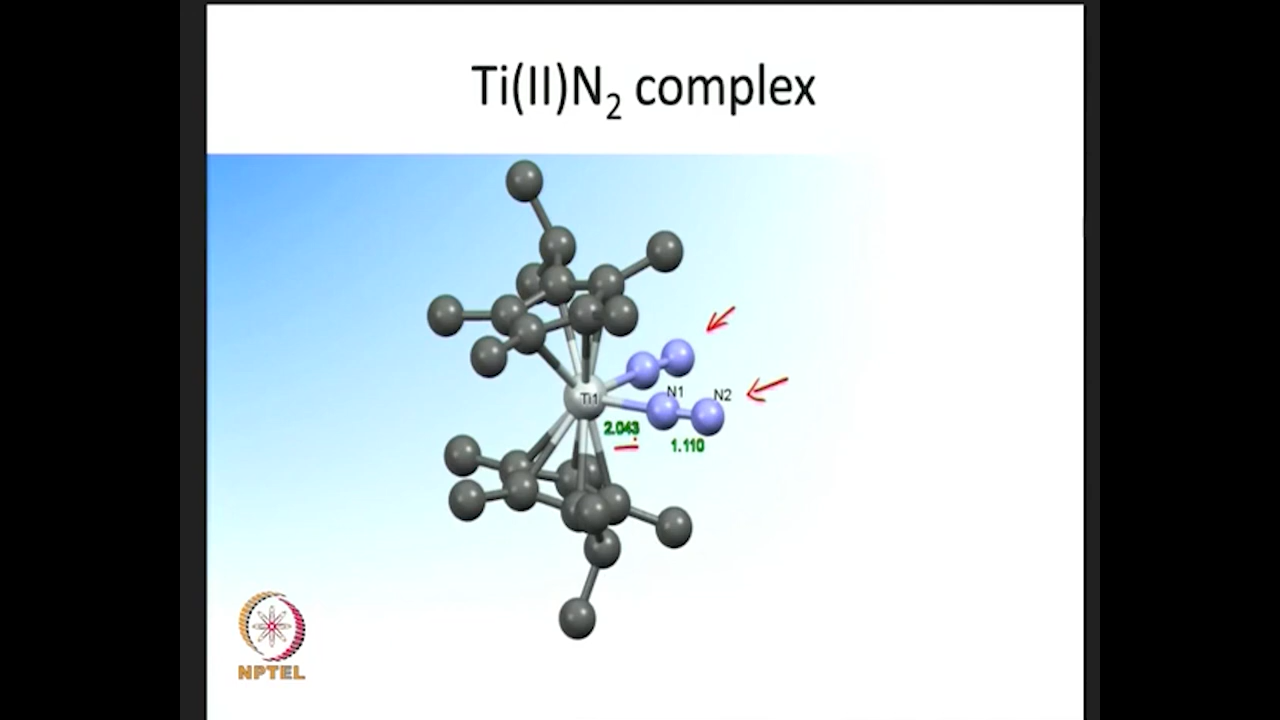 Ti(II)N₂ complex
Ti1
N1
N2
2.043
1.110
NPTEL